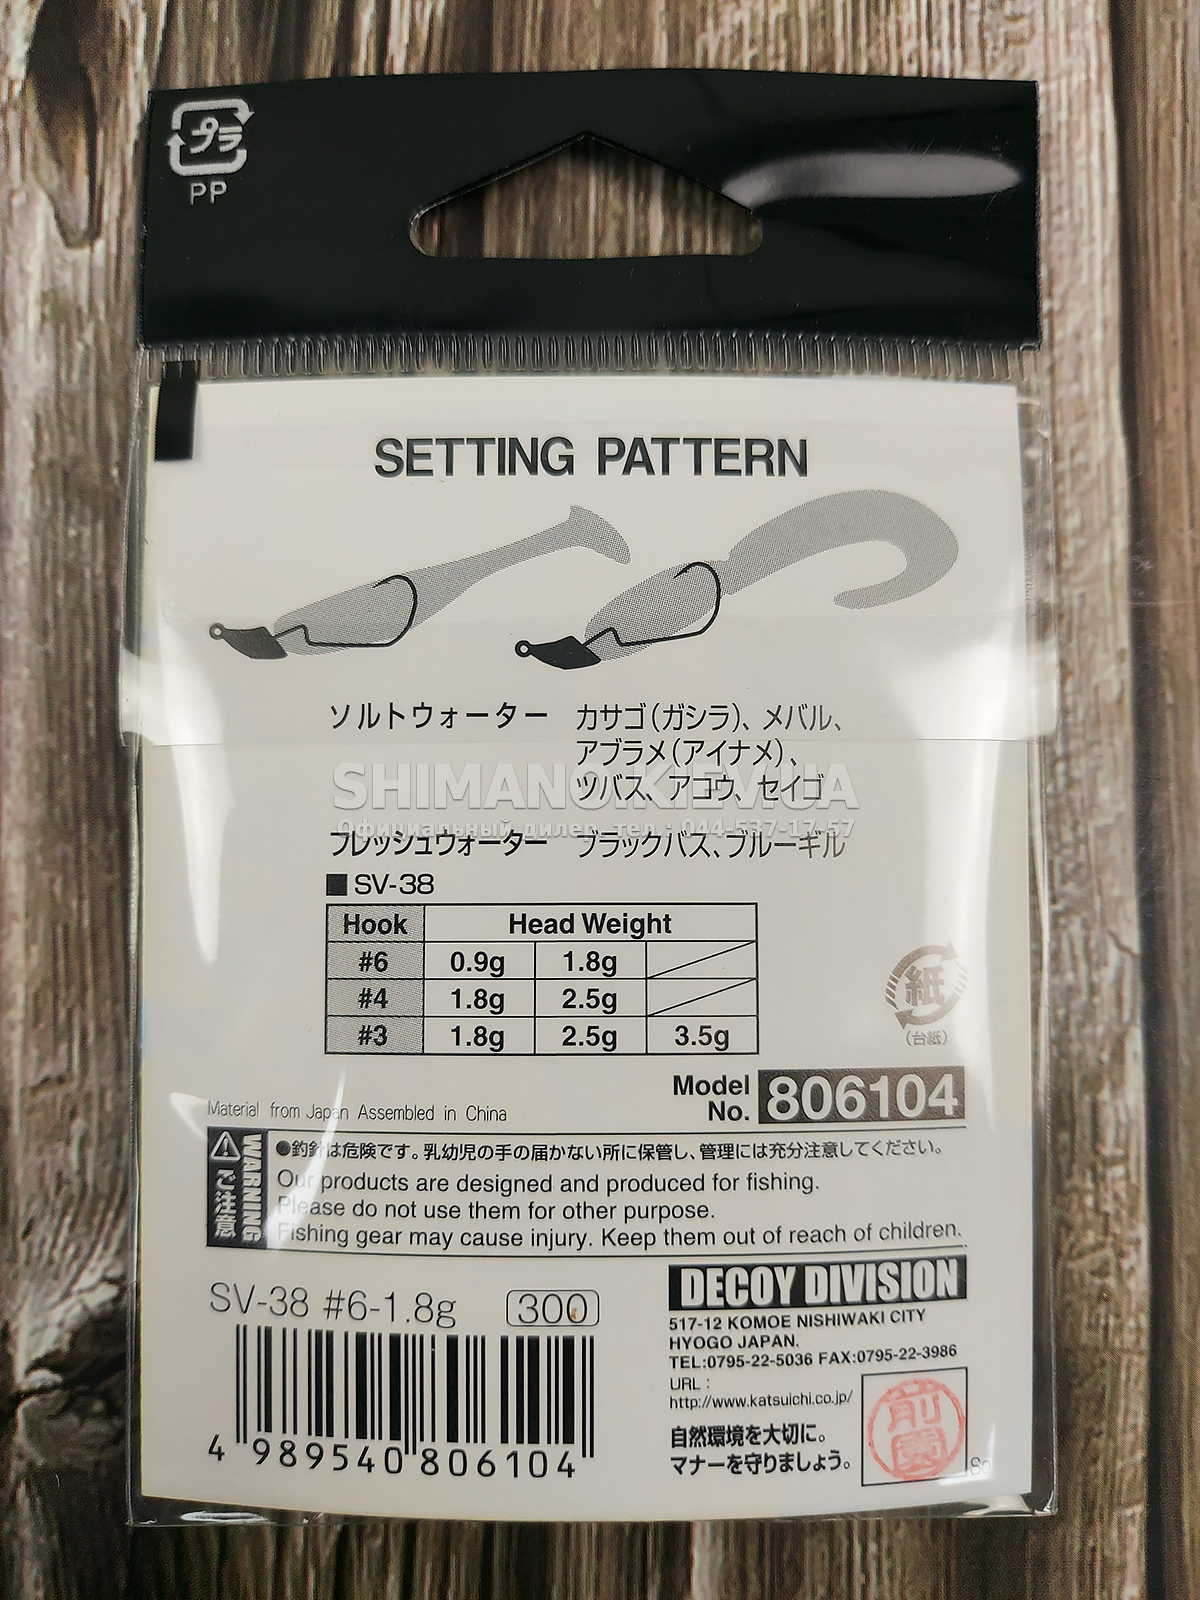 プラ
PP
SETTING PATTERN
ソルトウォーター カサゴ(ガシラ)、メバル、
アブラメ(アイナメ)、
ツバス、アコウ、セイゴ
SHIMANO.KIEV.UA
Официальный дилер, тел.: 044-537-17-57
フレッシュウォーター ブラックバス、ブルーギル
■ SV-38
Hook Head Weight
#6 0.9g 1.8g
#4 1.8g 2.5g
#3 1.8g 2.5g 3.5g
紙
(台紙)
Model No. 806104
Material from Japan Assembled in China
WARNING ご注意
●釣針は危険です。乳幼児の手の届かない所に保管し、管理には充分注意してください。
Our products are designed and produced for fishing.
Please do not use them for other purpose.
Fishing gear may cause injury. Keep them out of reach of children.
SV-38 #6-1.8g 300
4 989540 806104
DECOY DIVISION
517-12 KOMOE NISHIWAKI CITY
HYOGO JAPAN.
TEL:0795-22-5036 FAX:0795-22-3986
URL :
http://www.katsuichi.co.jp/
自然環境を大切に。
マナーを守りましょう。
前